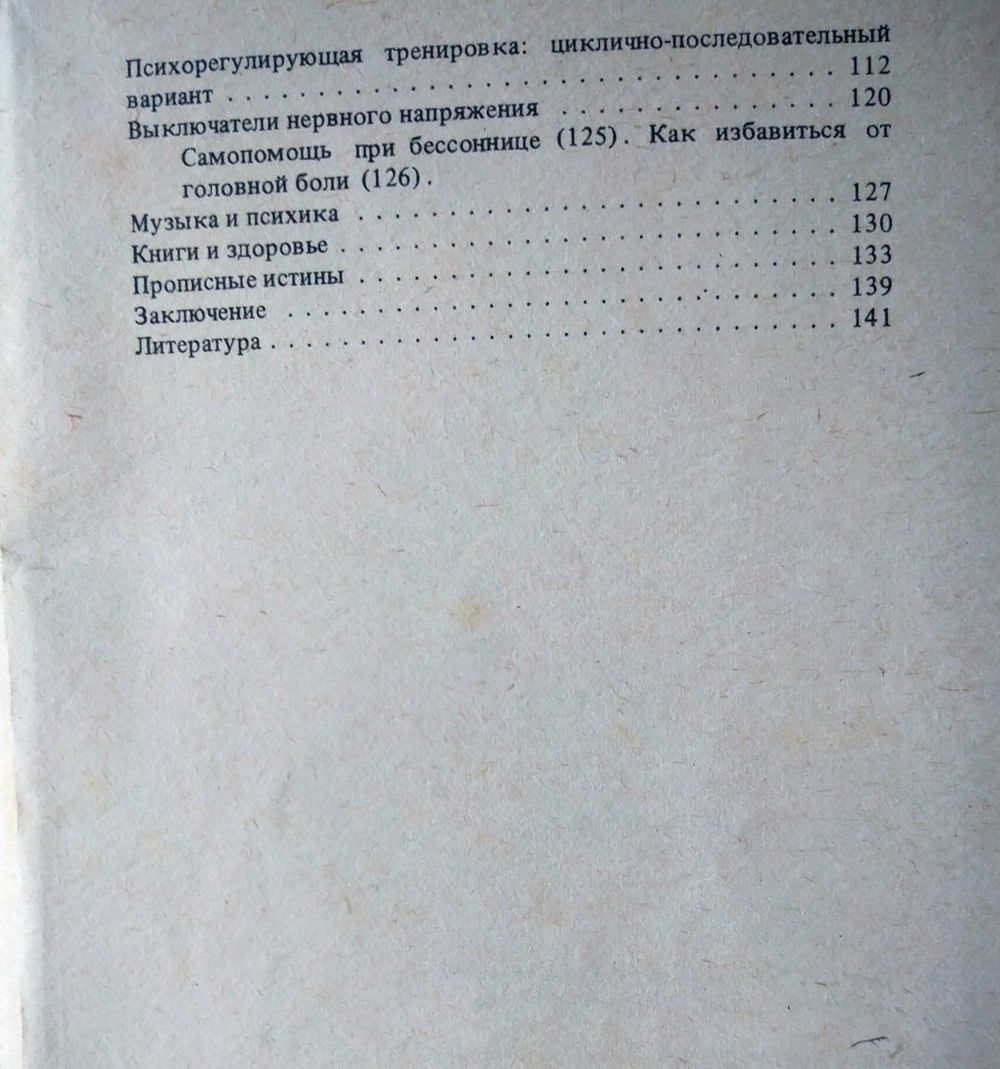 Психорегулирующая тренировка: циклично-последовательный
вариант . . . . . . . . . . . . . . . . . . . . . . . . . . 112
Выключатели нервного напряжения . . . . . . . . . . . . 120
Самопомощь при бессоннице (125). Как избавиться от
головной боли (126).
Музыка и психика . . . . . . . . . . . . . . . . . . . . 127
Книги и здоровье . . . . . . . . . . . . . . . . . . . . . 130
Прописные истины . . . . . . . . . . . . . . . . . . . . 133
Заключение . . . . . . . . . . . . . . . . . . . . . . . 139
Литература . . . . . . . . . . . . . . . . . . . . . . . . 141